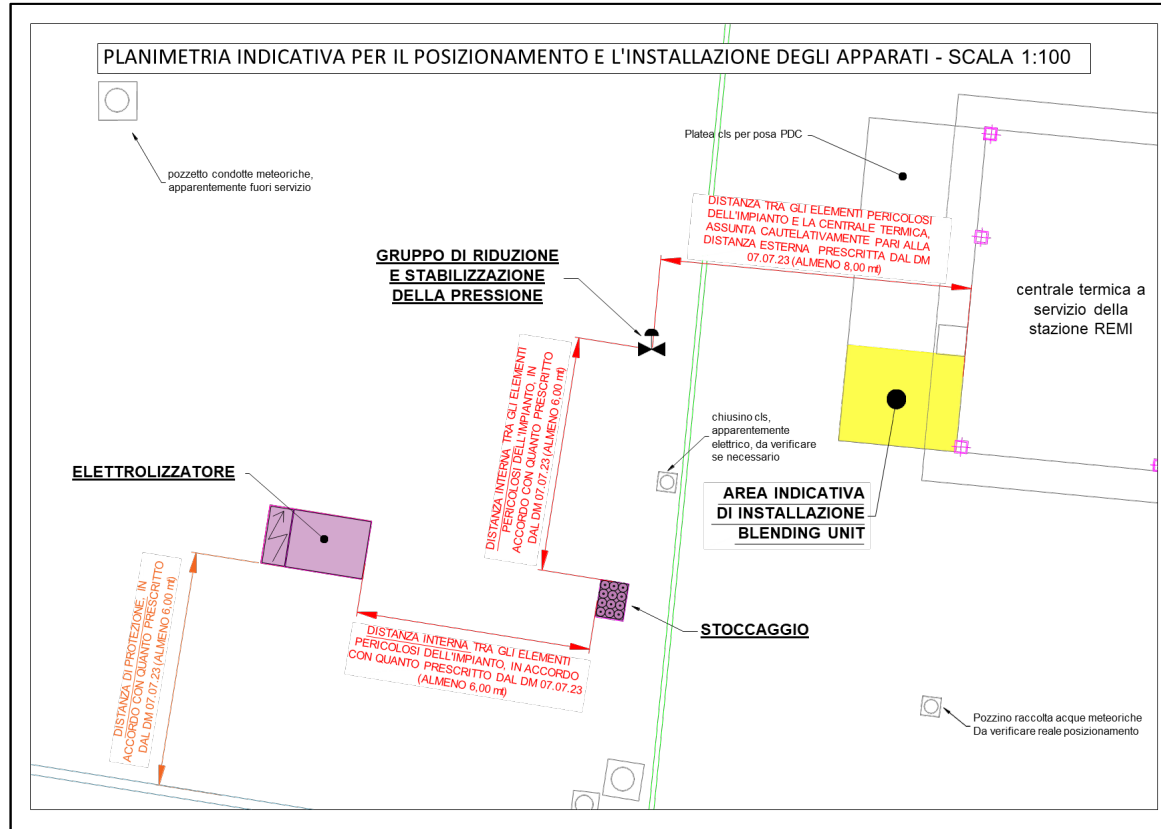 PLANIMETRIA INDICATIVA PER IL POSIZIONAMENTO E L'INSTALLAZIONE DEGLI APPARATI - SCALA 1:100
Platea cls per posa PDC
pozzetto condotte meteoriche,
apparentemente fuori servizio
DISTANZA TRA GLI ELEMENTI PERICOLOSI
DELL'IMPIANTO E LA CENTRALE TERMICA,
ASSUNTA CAUTELATIVAMENTE PARI ALLA
DISTANZA ESTERNA PRESCRITTA DAL DM
07.07.23 (ALMENO 8,00 mt)
GRUPPO DI RIDUZIONE
E STABILIZZAZIONE
DELLA PRESSIONE
centrale termica a
servizio della
stazione REMI
DISTANZA INTERNA TRA GLI ELEMENTI
PERICOLOSI DELL'IMPIANTO, IN
ACCORDO CON QUANTO PRESCRITTO
DAL DM 07.07.23 (ALMENO 6,00 mt)
chiusino cls,
apparentemente
elettrico, da verificare
se necessario
ELETTROLIZZATORE
AREA INDICATIVA
DI INSTALLAZIONE
BLENDING UNIT
DISTANZA DI PROTEZIONE, IN
ACCORDO CON QUANTO PRESCRITTO
DAL DM 07.07.23 (ALMENO 6,00 mt)
DISTANZA INTERNA TRA GLI ELEMENTI
PERICOLOSI DELL'IMPIANTO, IN ACCORDO
CON QUANTO PRESCRITTO DAL DM 07.07.23
(ALMENO 6,00 mt)
STOCCAGGIO
Pozzino raccolta acque meteoriche
Da verificare reale posizionamento